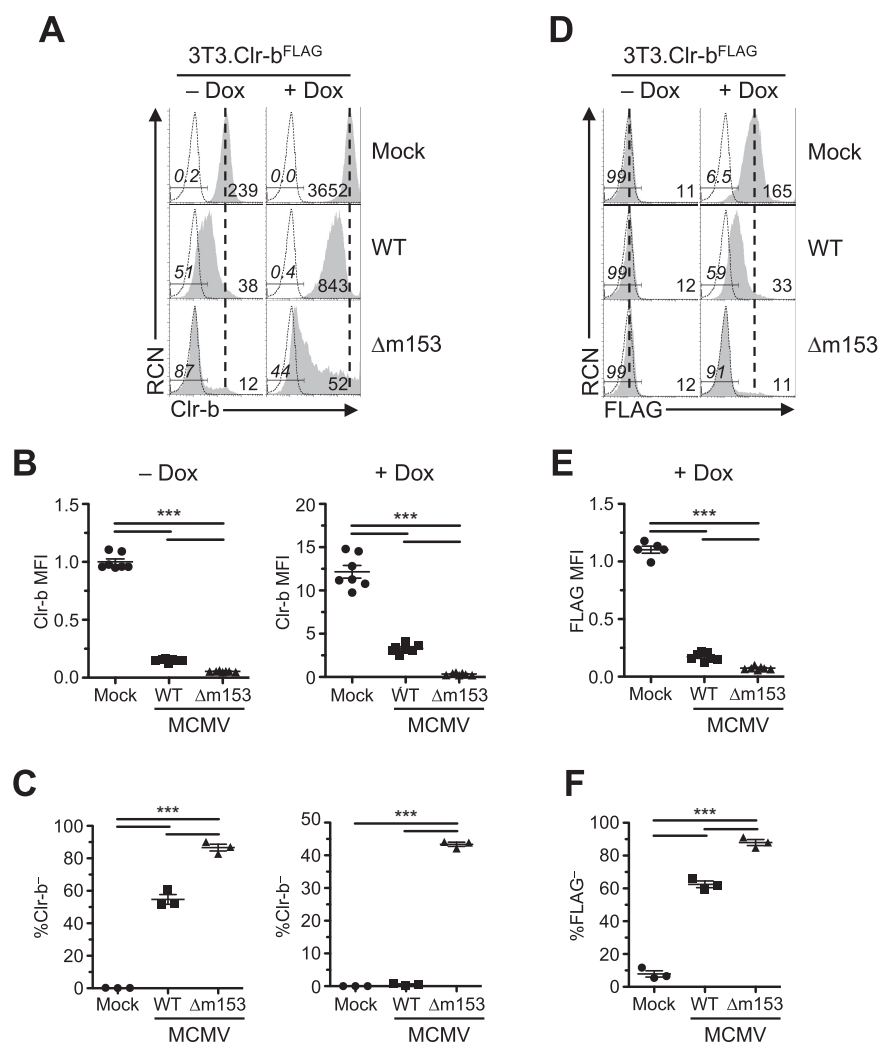 A
3T3.Clr-bFLAG
– Dox + Dox
0.2 239 0.0 3652 Mock
51 38 0.4 843 WT
87 12 44 52 Δm153
RCN
Clr-b
D
3T3.Clr-bFLAG
– Dox + Dox
99 11 6.5 165 Mock
99 12 59 33 WT
99 12 91 11 Δm153
RCN
FLAG
B
– Dox
1.5
1.0
0.5
0.0
Clr-b MFI
***
Mock WT Δm153
MCMV
+ Dox
20
15
10
5
0
Clr-b MFI
***
Mock WT Δm153
MCMV
E
+ Dox
1.5
1.0
0.5
0.0
FLAG MFI
***
Mock WT Δm153
MCMV
C
100
80
60
40
20
0
%Clr-b–
***
Mock WT Δm153
MCMV
50
40
30
20
10
0
%Clr-b–
***
Mock WT Δm153
MCMV
F
100
80
60
40
20
0
%FLAG–
***
Mock WT Δm153
MCMV